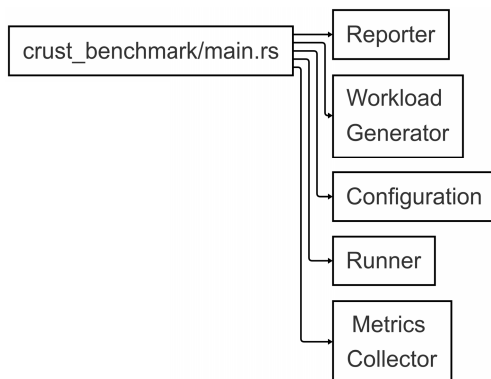 crust_benchmark/main.rs
Reporter
Workload
Generator
Configuration
Runner
Metrics
Collector